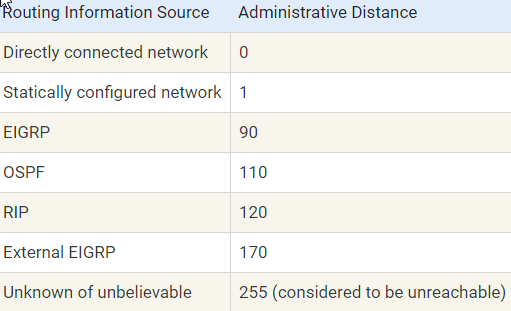 Routing Information Source Administrative Distance
Directly connected network 0
Statically configured network 1
EIGRP 90
OSPF 110
RIP 120
External EIGRP 170
Unknown of unbelievable 255 (considered to be unreachable)